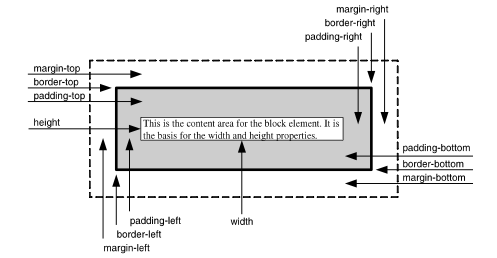 margin-right
border-right
padding-right
margin-top
border-top
padding-top
height
This is the content area for the block element. It is
the basis for the width and height properties.
padding-bottom
border-bottom
margin-bottom
padding-left
width
border-left
margin-left